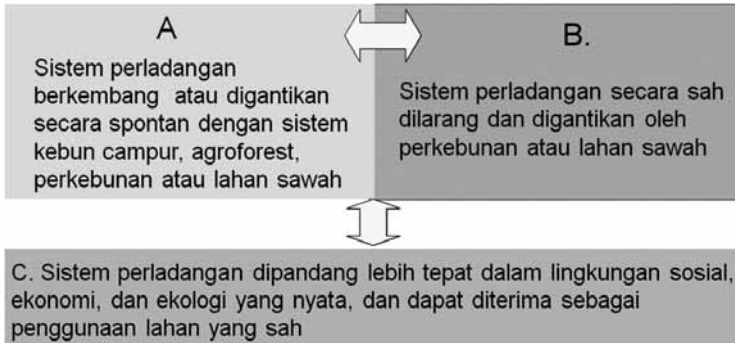 A
Sistem perladangan
berkembang atau digantikan
secara spontan dengan sistem
kebun campur, agroforest,
perkebunan atau lahan sawah
B.
Sistem perladangan secara sah
dilarang dan digantikan oleh
perkebunan atau lahan sawah
C. Sistem perladangan dipandang lebih tepat dalam lingkungan sosial,
ekonomi, dan ekologi yang nyata, dan dapat diterima sebagai
penggunaan lahan yang sah